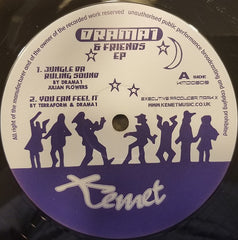 All right of the manufacturer and of the owner of the recorded work reserved unauthorised public performance broadcasting and copying of this record prohibited
DRAMA1
& FRIENDS
EP
1. JUNGLE DA
RULING SOUND
BY DRAMA1
JULIAN FLOWERS
2. YOU CAN FEEL IT
BY TEKNIFORM & DRAMA1
A SIDE
EXECUTIVE PRODUCER MARK X
WWW.KEMETMUSIC.CO.UK
Kemet